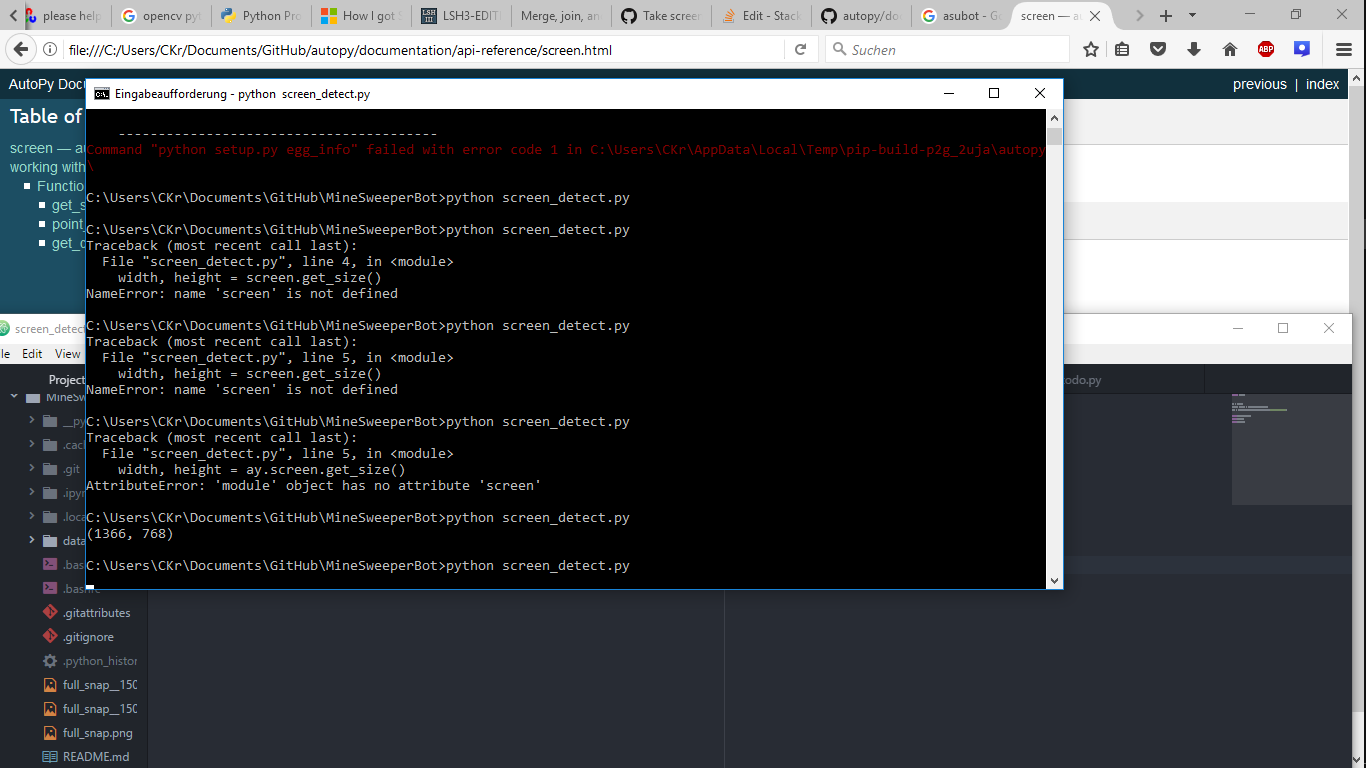 please help
opencv pyt
Python Pro
How I got S
LSH3-EDIT
Merge, join, an
Take screen
Edit - Stack
autopy/do
asubot - Go
screen — au
file:///C:/Users/CKr/Documents/GitHub/autopy/documentation/api-reference/screen.html
Suchen
ABP
AutoPy Doc
previous | index
Table of
screen — au
working with
Functio
get_s
point_
get_c
Eingabeaufforderung - python  screen_detect.py
----------------------------------------
Command "python setup.py egg_info" failed with error code 1 in C:\Users\CKr\AppData\Local\Temp\pip-build-p2g_2uja\autopy
\
C:\Users\CKr\Documents\GitHub\MineSweeperBot>python screen_detect.py
C:\Users\CKr\Documents\GitHub\MineSweeperBot>python screen_detect.py
Traceback (most recent call last):
File "screen_detect.py", line 4, in <module>
width, height = screen.get_size()
NameError: name 'screen' is not defined
C:\Users\CKr\Documents\GitHub\MineSweeperBot>python screen_detect.py
Traceback (most recent call last):
File "screen_detect.py", line 5, in <module>
width, height = screen.get_size()
NameError: name 'screen' is not defined
C:\Users\CKr\Documents\GitHub\MineSweeperBot>python screen_detect.py
Traceback (most recent call last):
File "screen_detect.py", line 5, in <module>
width, height = ay.screen.get_size()
AttributeError: 'module' object has no attribute 'screen'
C:\Users\CKr\Documents\GitHub\MineSweeperBot>python screen_detect.py
(1366, 768)
C:\Users\CKr\Documents\GitHub\MineSweeperBot>python screen_detect.py
screen_detect
le Edit View
Project
todo.py
MineSw
__py
.cac
.git
.ipyn
.loca
data
.bas
.bashrc
.gitattributes
.gitignore
.python_histor
full_snap__150
full_snap__150
full_snap.png
README.md